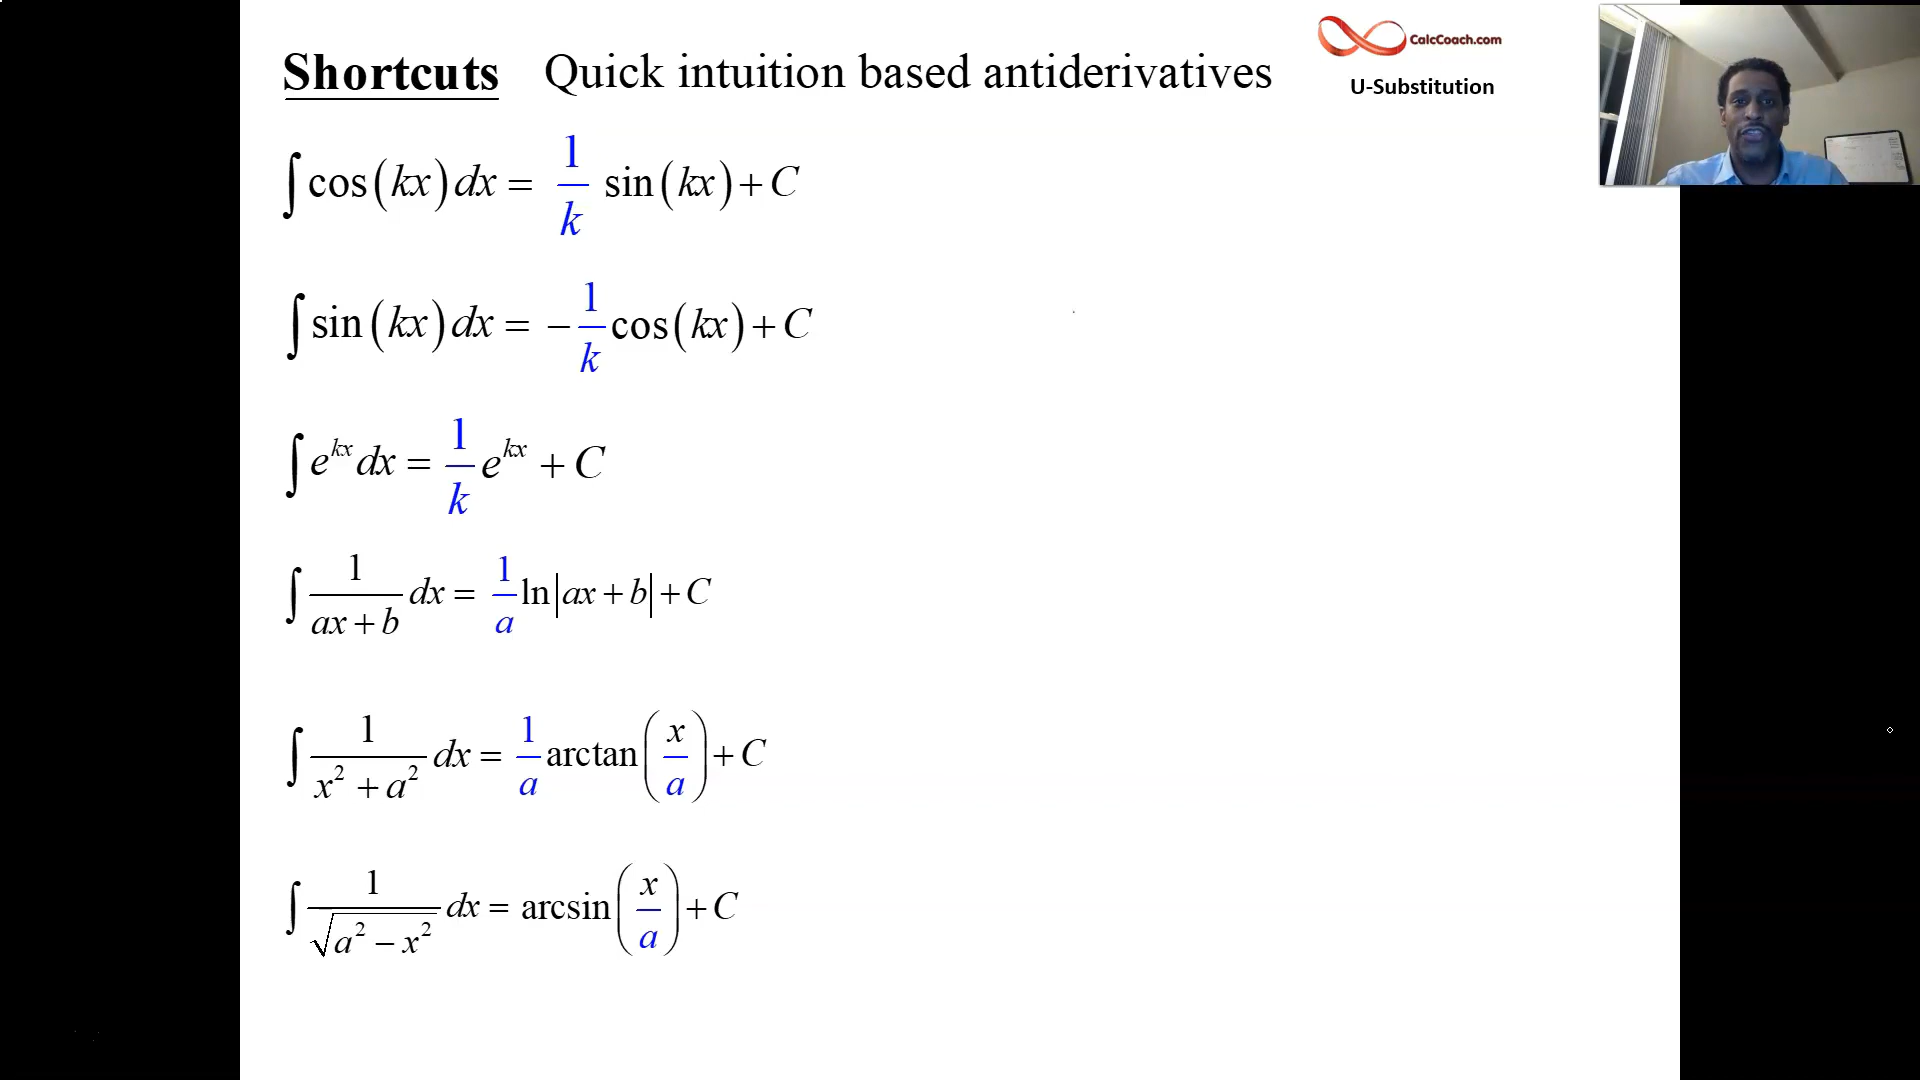 Shortcuts Quick intuition based antiderivatives
CalcCoach.com
U-Substitution
∫cos(kx)dx = 1/k sin(kx)+C
∫sin(kx)dx = −1/k cos(kx)+C
∫e^{kx}dx = 1/k e^{kx} + C
∫1/(ax+b) dx = 1/a ln|ax+b|+C
∫1/(x²+a²) dx = 1/a arctan(x/a)+C
∫1/√(a²−x²) dx = arcsin(x/a)+C